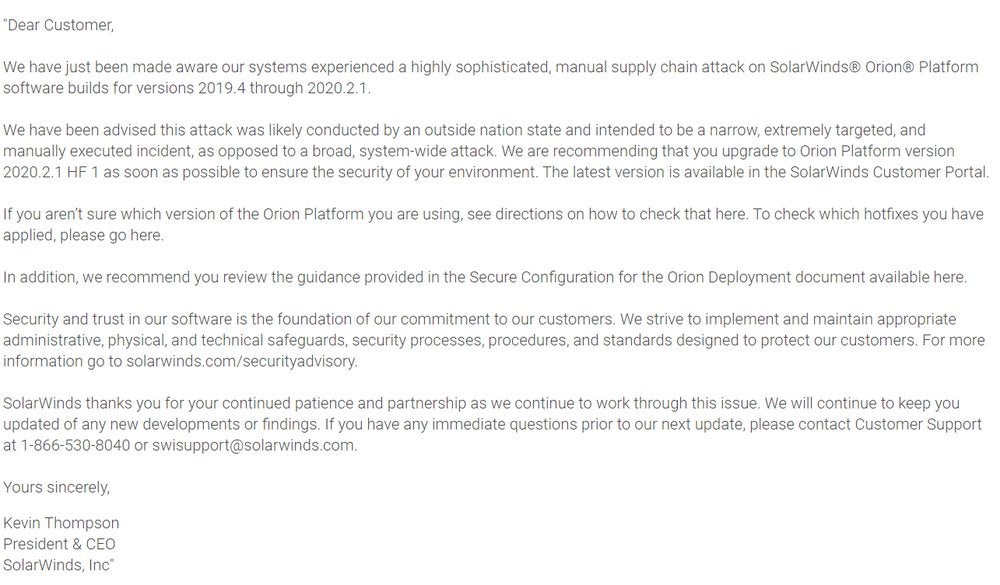 "Dear Customer,
We have just been made aware our systems experienced a highly sophisticated, manual supply chain attack on SolarWinds® Orion® Platform
software builds for versions 2019.4 through 2020.2.1.
We have been advised this attack was likely conducted by an outside nation state and intended to be a narrow, extremely targeted, and
manually executed incident, as opposed to a broad, system-wide attack. We are recommending that you upgrade to Orion Platform version
2020.2.1 HF 1 as soon as possible to ensure the security of your environment. The latest version is available in the SolarWinds Customer Portal.
If you aren't sure which version of the Orion Platform you are using, see directions on how to check that here. To check which hotfixes you have
applied, please go here.
In addition, we recommend you review the guidance provided in the Secure Configuration for the Orion Deployment document available here.
Security and trust in our software is the foundation of our commitment to our customers. We strive to implement and maintain appropriate
administrative, physical, and technical safeguards, security processes, procedures, and standards designed to protect our customers. For more
information go to solarwinds.com/securityadvisory.
SolarWinds thanks you for your continued patience and partnership as we continue to work through this issue. We will continue to keep you
updated of any new developments or findings. If you have any immediate questions prior to our next update, please contact Customer Support
at 1-866-530-8040 or swisupport@solarwinds.com.
Yours sincerely,
Kevin Thompson
President & CEO
SolarWinds, Inc"